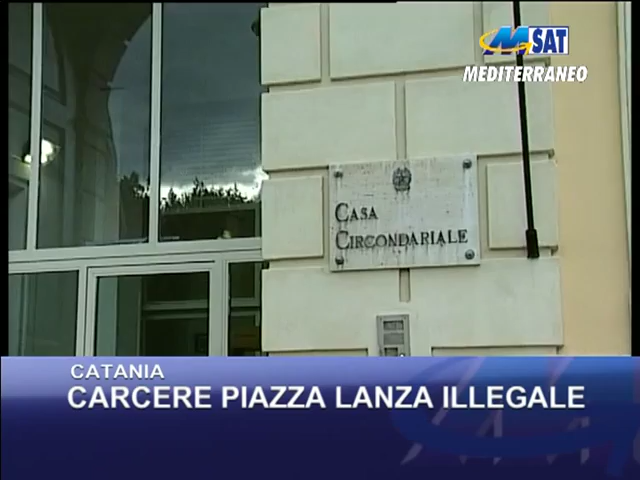 M SAT
MEDITERRANEO
CASA
CIRCONDARIALE
CATANIA
CARCERE PIAZZA LANZA ILLEGALE